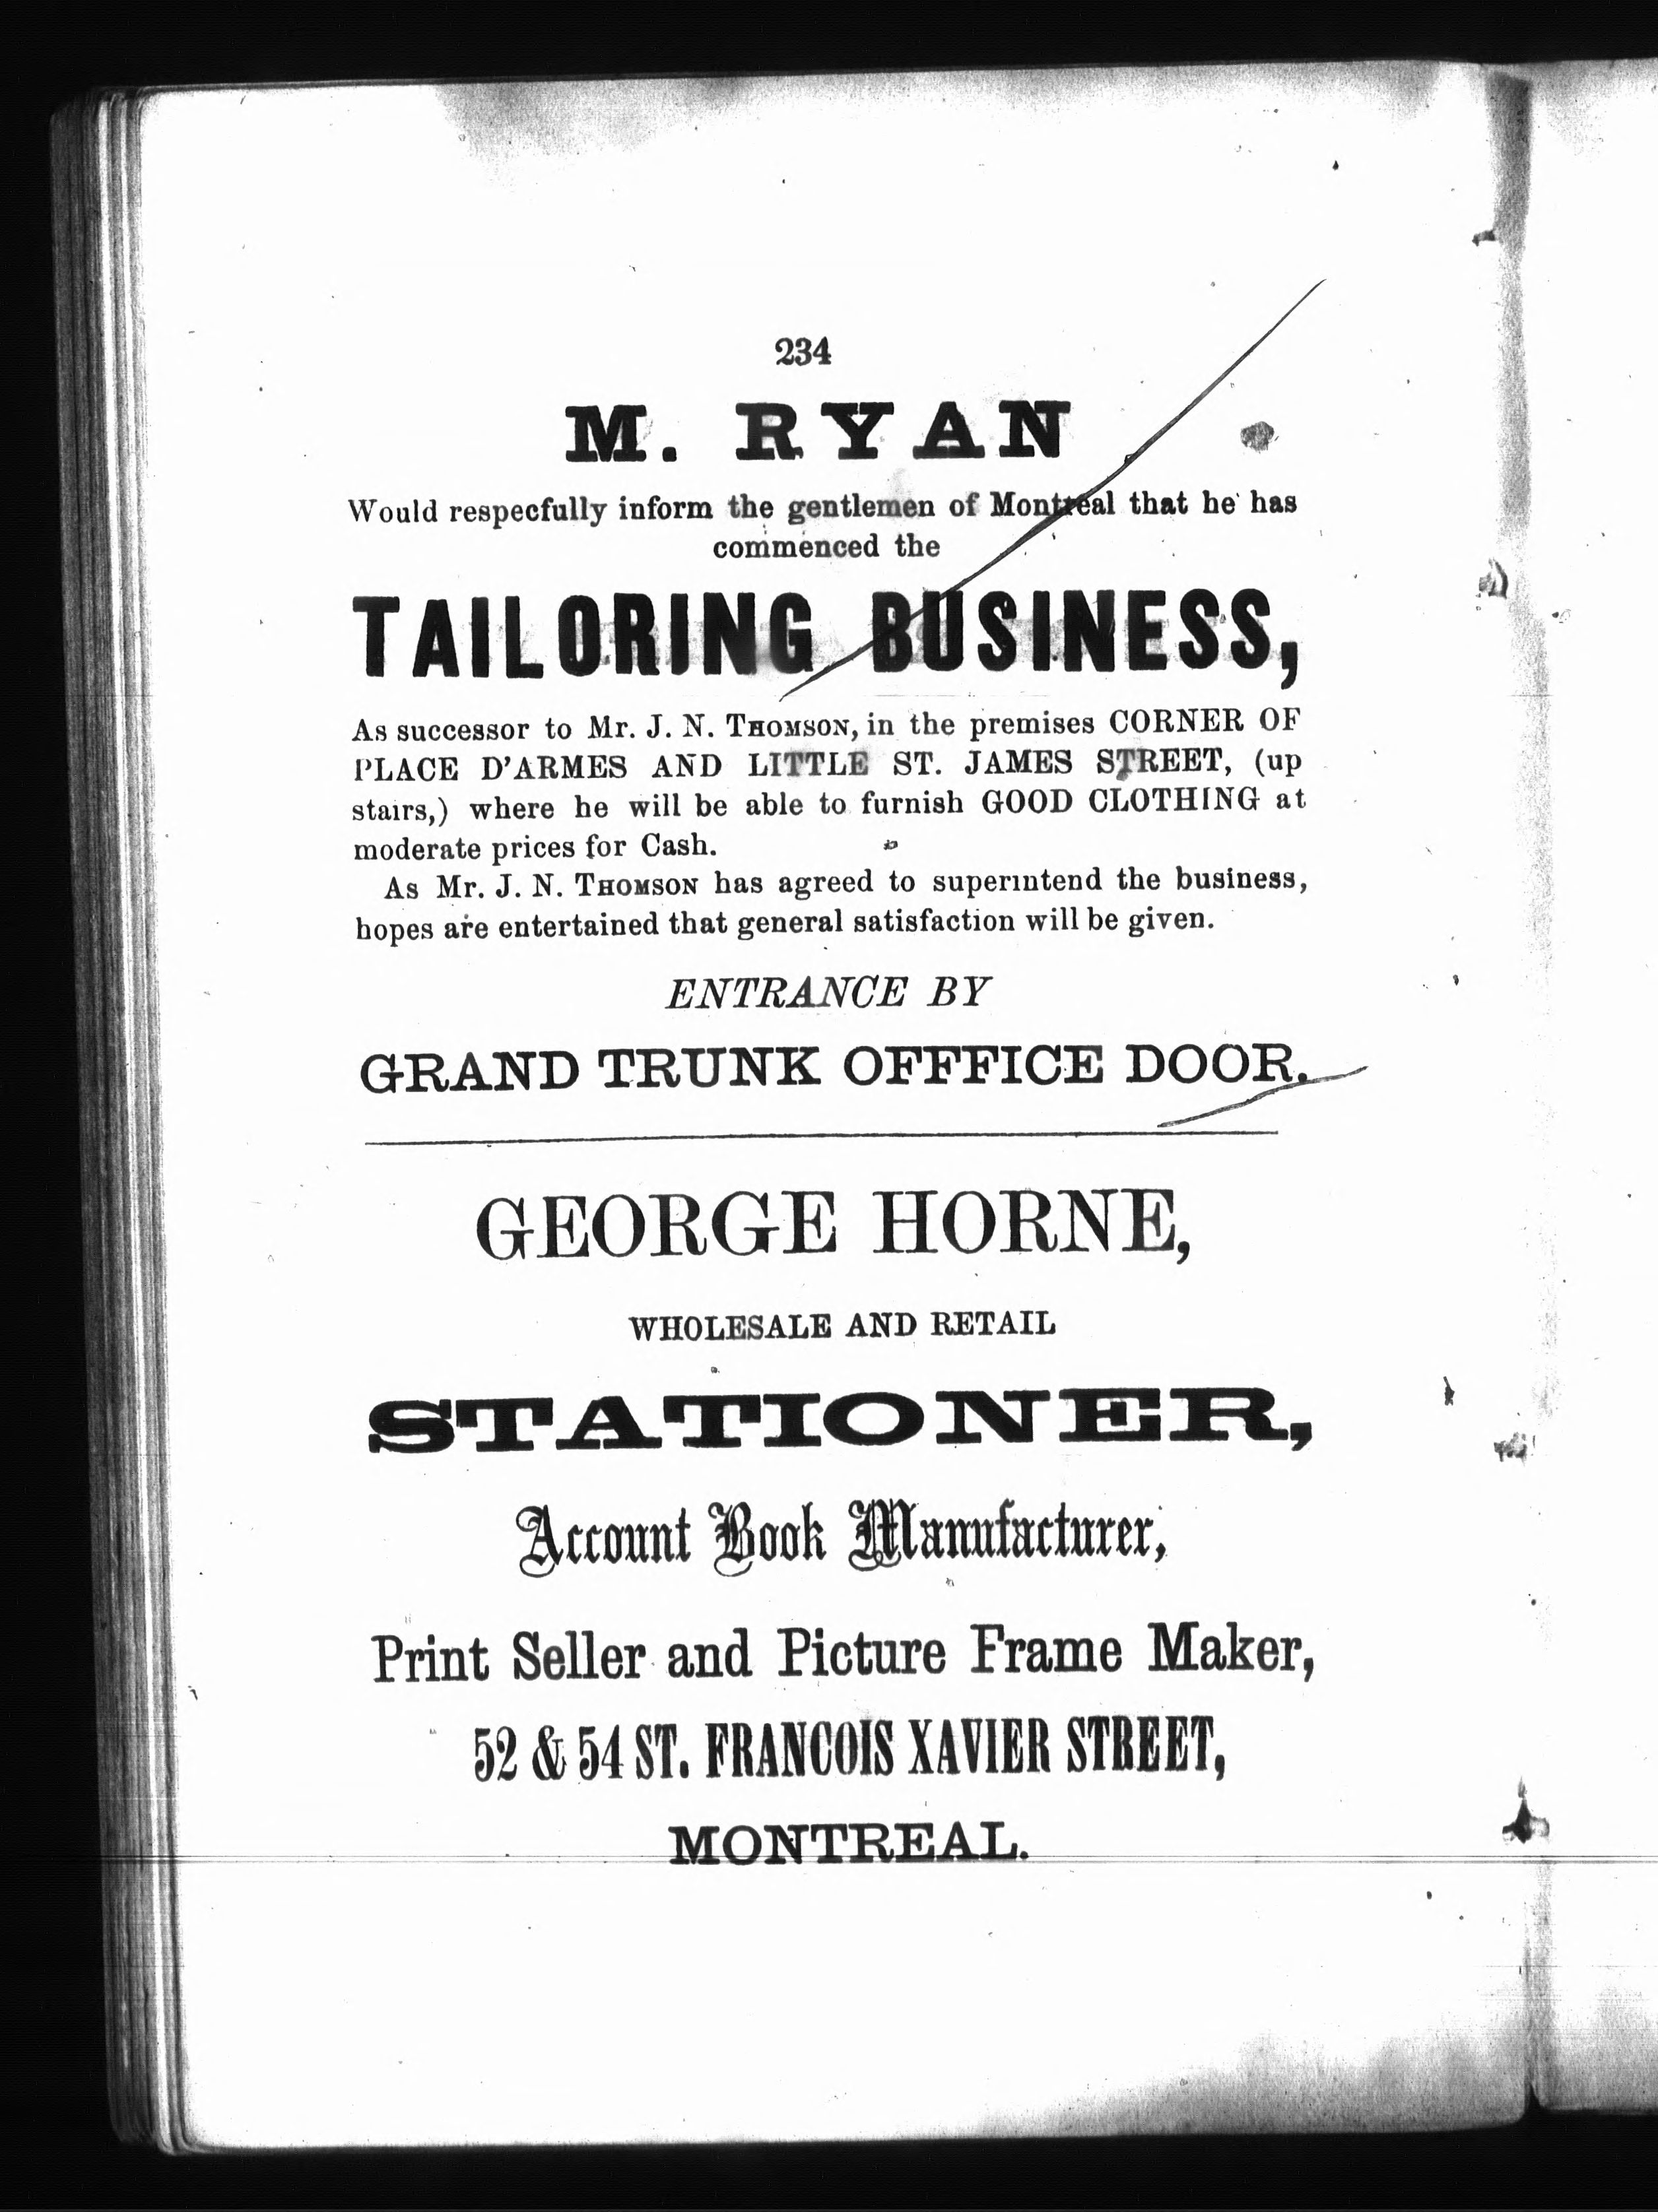 234
M. RYAN
Would respecfully inform the gentlemen of Montreal that he has
commenced the
TAILORING BUSINESS,
As successor to Mr. J. N. THOMSON, in the premises CORNER OF
PLACE D'ARMES AND LITTLE ST. JAMES STREET, (up
stairs,) where he will be able to furnish GOOD CLOTHING at
moderate prices for Cash.
As Mr. J. N. THOMSON has agreed to superintend the business,
hopes are entertained that general satisfaction will be given.
ENTRANCE BY
GRAND TRUNK OFFFICE DOOR.
GEORGE HORNE,
WHOLESALE AND RETAIL
STATIONER,
Account Book Manufacturer,
Print Seller and Picture Frame Maker,
52 & 54 ST. FRANCOIS XAVIER STREET,
MONTREAL.